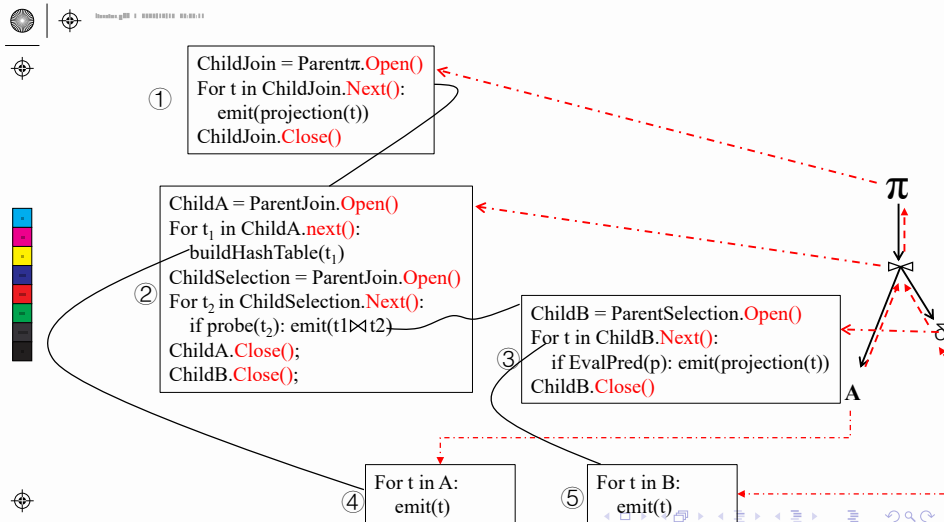 ①
ChildJoin = Parentπ.Open()
For t in ChildJoin.Next():
emit(projection(t))
ChildJoin.Close()
π
②
ChildA = ParentJoin.Open()
For t₁ in ChildA.next():
buildHashTable(t₁)
ChildSelection = ParentJoin.Open()
For t₂ in ChildSelection.Next():
if probe(t₂): emit(t1⋈t2)
ChildA.Close();
ChildB.Close();
⋈
③
ChildB = ParentSelection.Open()
For t in ChildB.Next():
if EvalPred(p): emit(projection(t))
ChildB.Close()
A
④
For t in A:
emit(t)
⑤
For t in B:
emit(t)